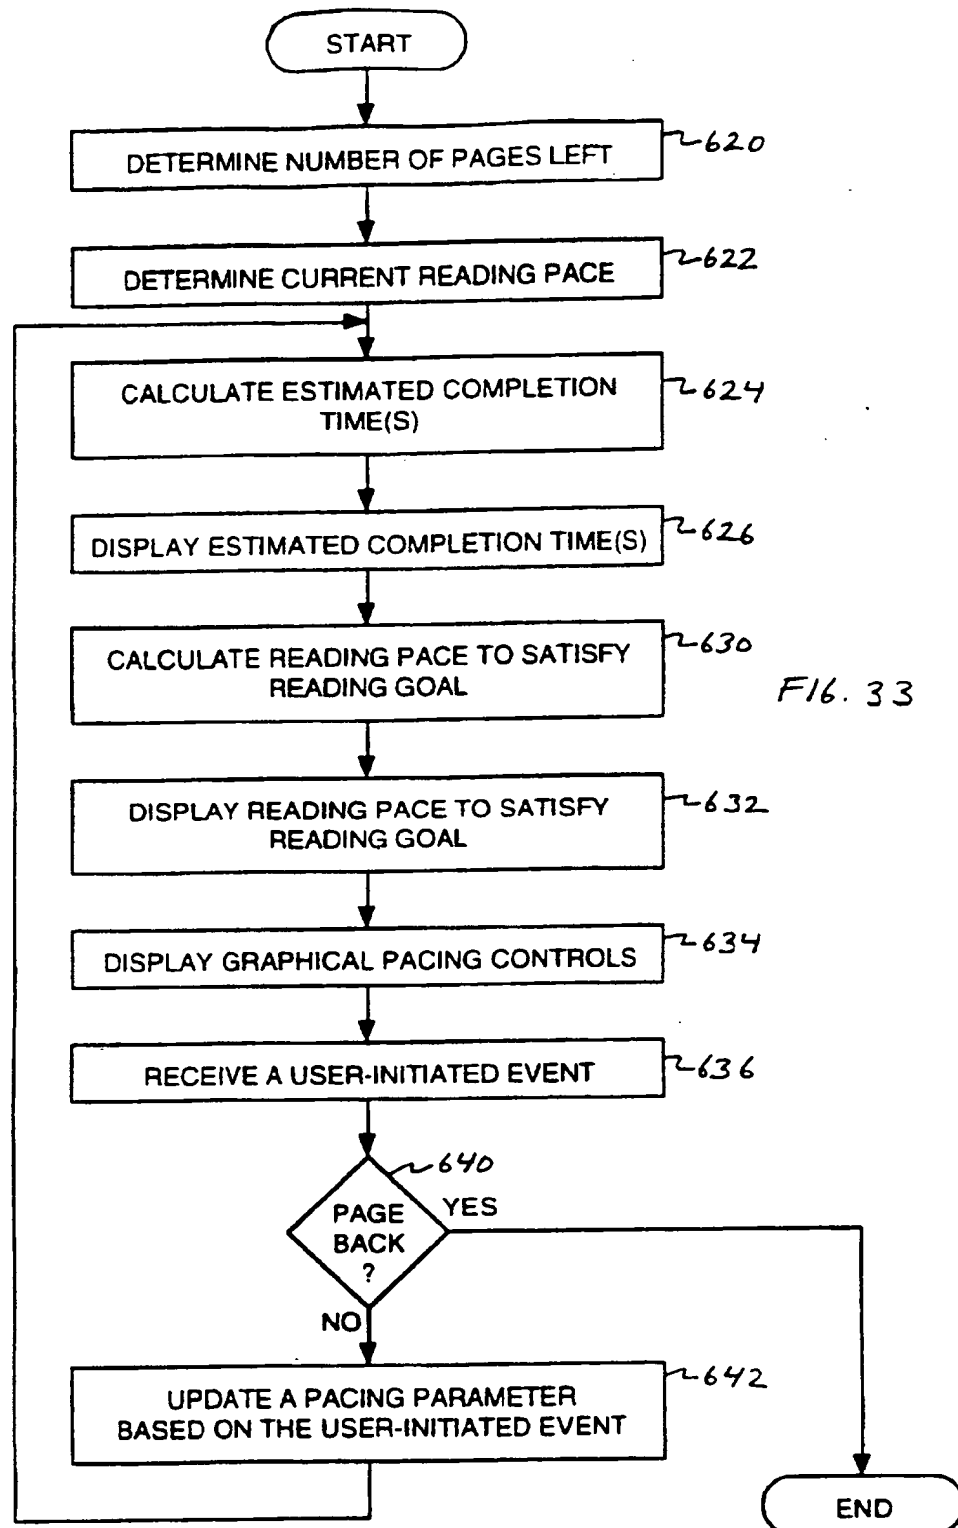 START
DETERMINE NUMBER OF PAGES LEFT
620
DETERMINE CURRENT READING PACE
622
CALCULATE ESTIMATED COMPLETION
TIME(S)
624
DISPLAY ESTIMATED COMPLETION TIME(S)
626
CALCULATE READING PACE TO SATISFY
READING GOAL
630
FIG. 33
DISPLAY READING PACE TO SATISFY
READING GOAL
632
DISPLAY GRAPHICAL PACING CONTROLS
634
RECEIVE A USER-INITIATED EVENT
636
640
PAGE
BACK
?
YES
NO
UPDATE A PACING PARAMETER
BASED ON THE USER-INITIATED EVENT
642
END